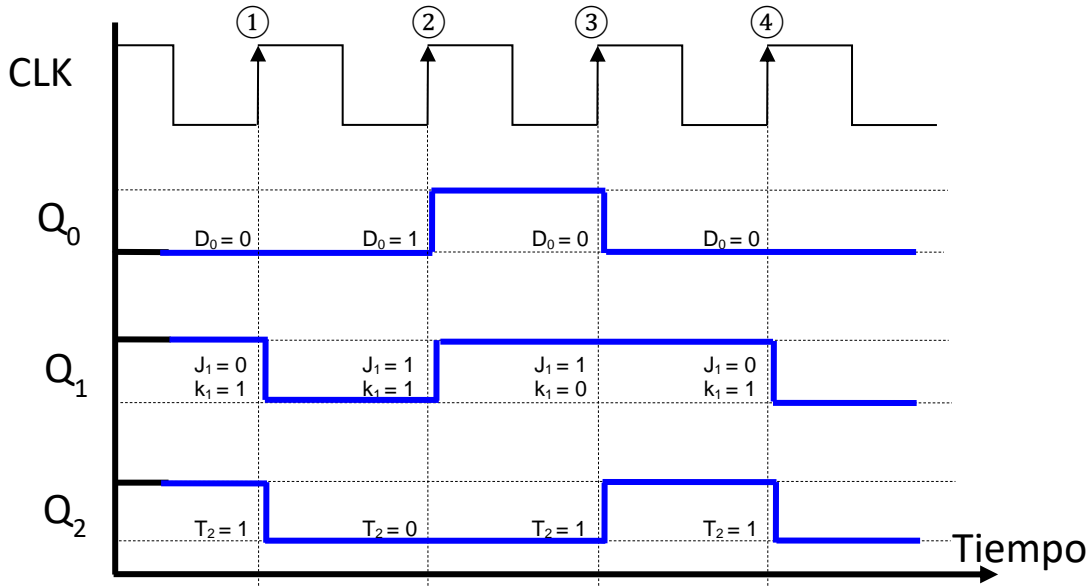 ① ② ③ ④
CLK
Q₀
D₀ = 0 D₀ = 1 D₀ = 0 D₀ = 0
Q₁
J₁ = 0 J₁ = 1 J₁ = 1 J₁ = 0
k₁ = 1 k₁ = 1 k₁ = 0 k₁ = 1
Q₂
T₂ = 1 T₂ = 0 T₂ = 1 T₂ = 1
Tiempo